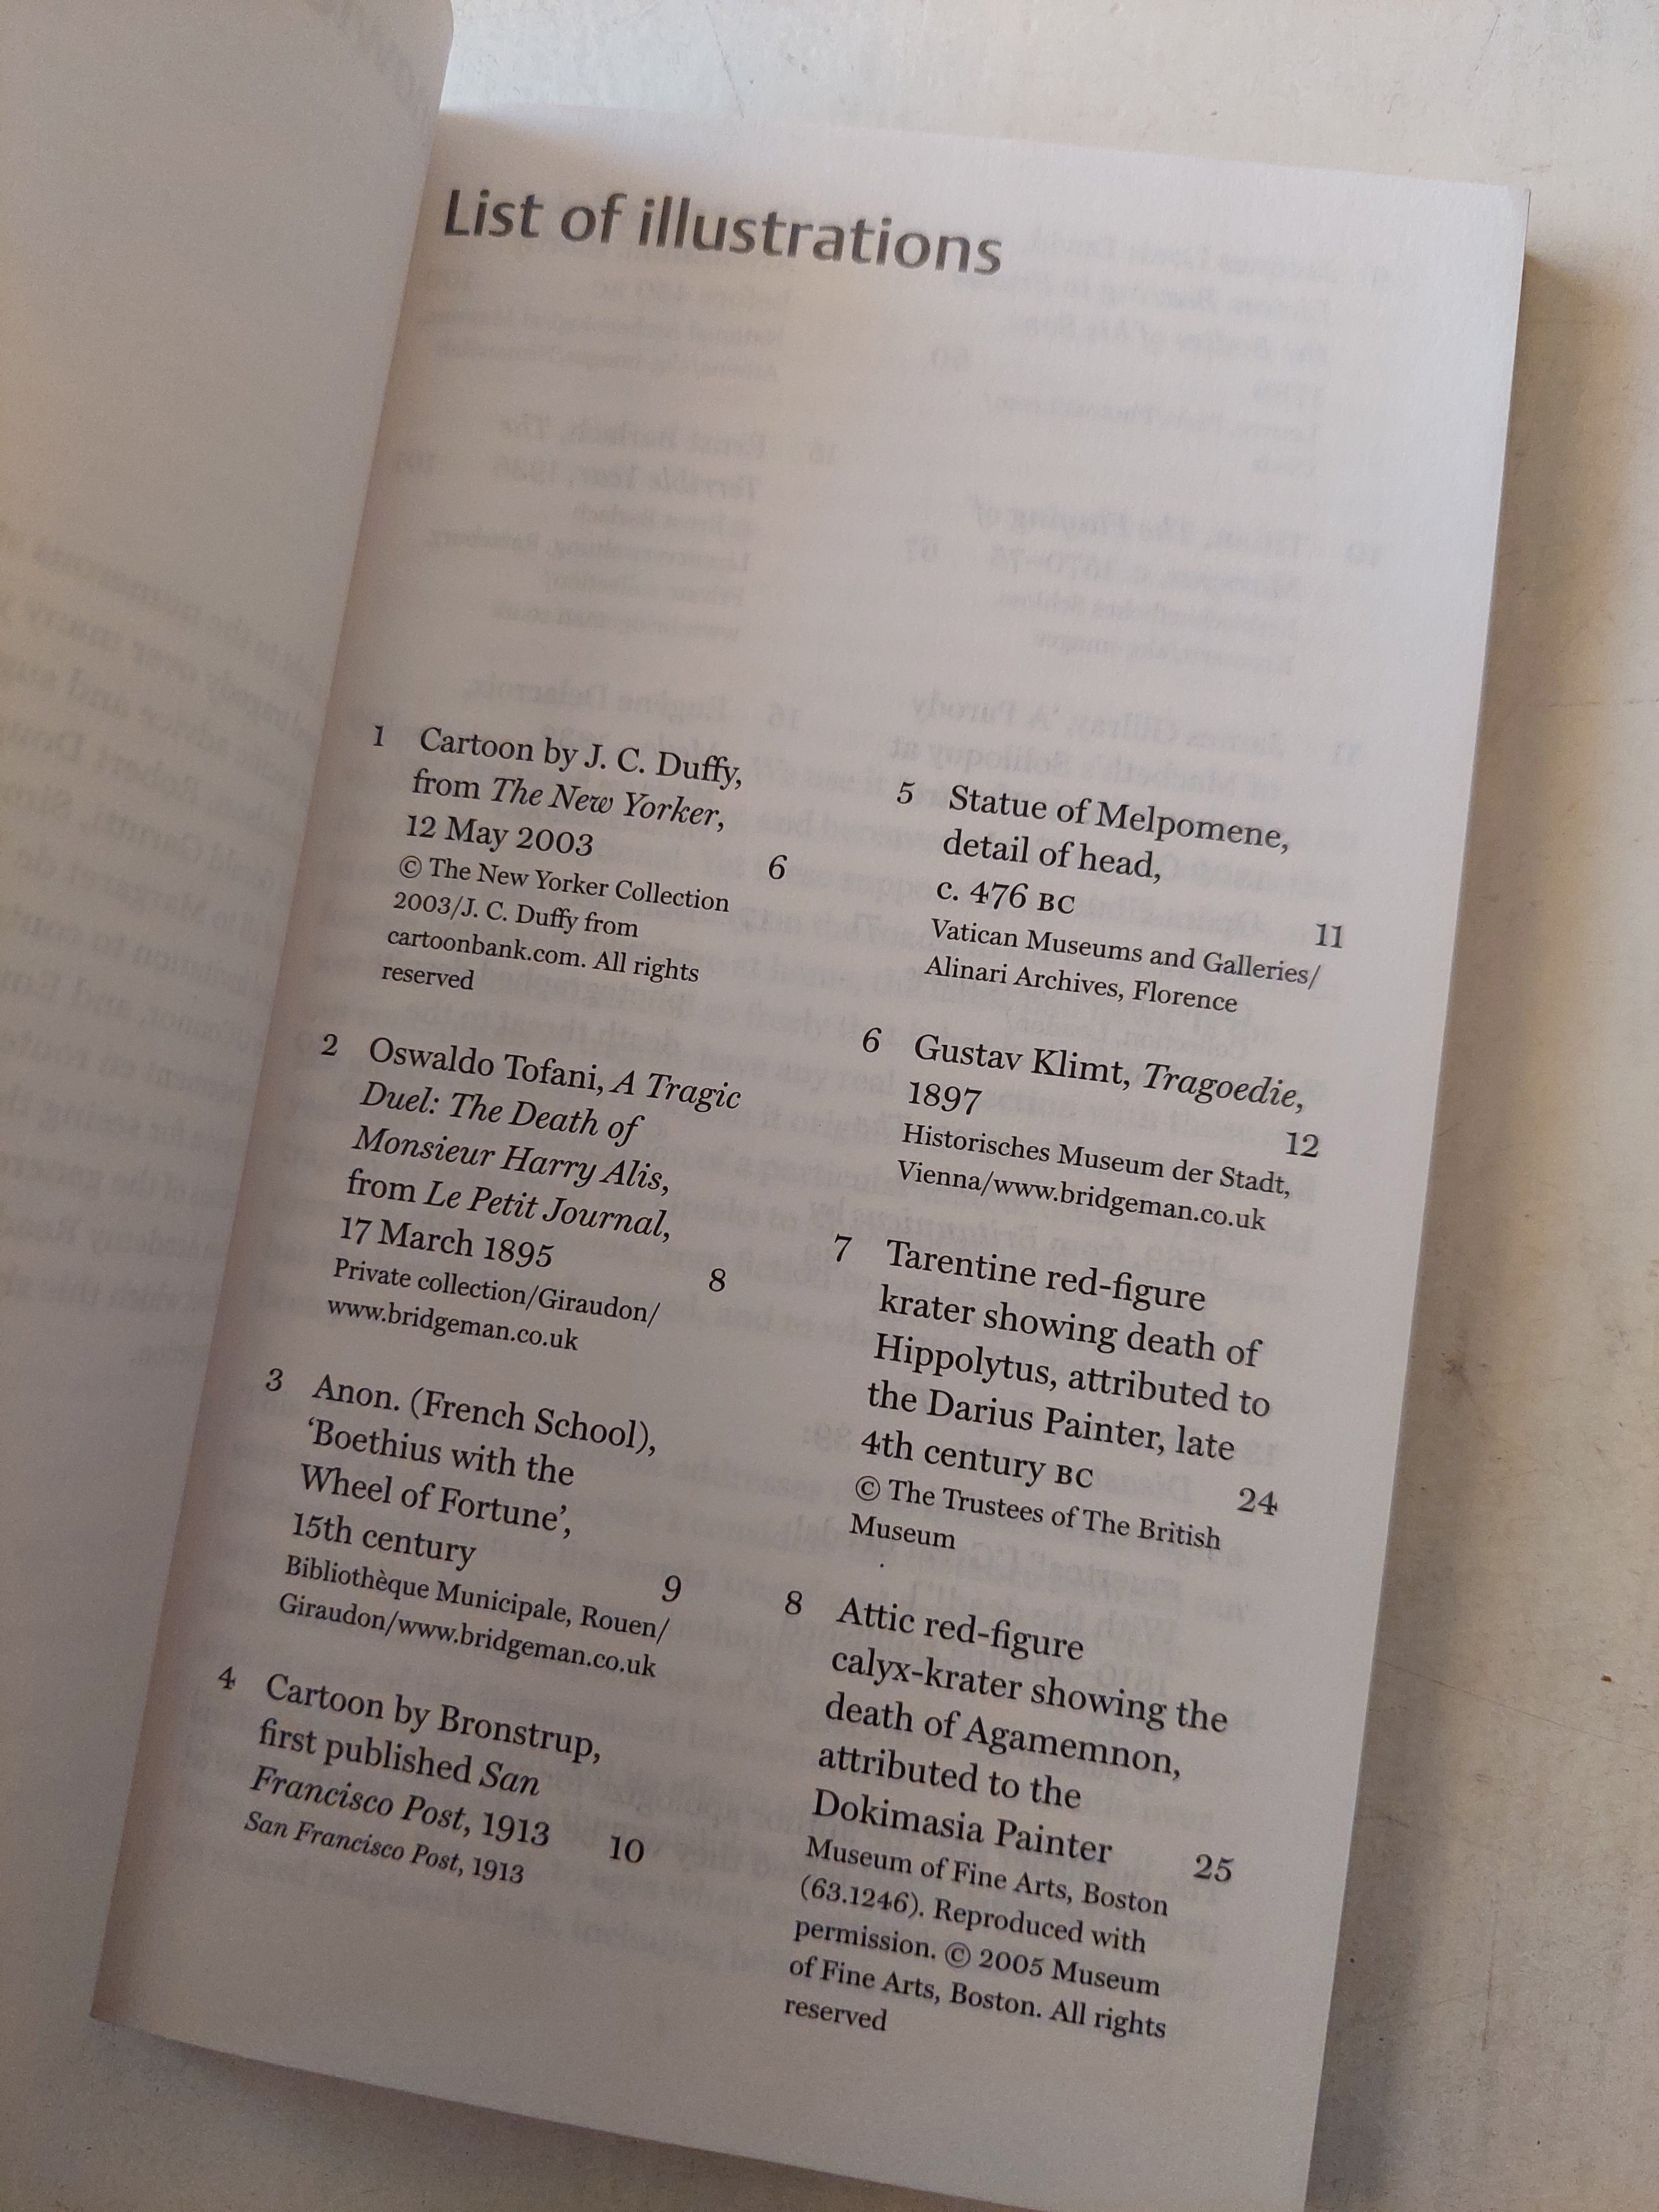 List of illustrations
1 Cartoon by J. C. Duffy,
from The New Yorker,
12 May 2003 6
© The New Yorker Collection
2003/J. C. Duffy from
cartoonbank.com. All rights
reserved
2 Oswaldo Tofani, A Tragic
Duel: The Death of
Monsieur Harry Alis,
from Le Petit Journal,
17 March 1895 8
Private collection/Giraudon/
www.bridgeman.co.uk
3 Anon. (French School),
‘Boethius with the
Wheel of Fortune’,
15th century 9
Bibliothèque Municipale, Rouen/
Giraudon/www.bridgeman.co.uk
4 Cartoon by Bronstrup,
first published San
Francisco Post, 1913 10
San Francisco Post, 1913
5 Statue of Melpomene,
detail of head,
c. 476 BC 11
Vatican Museums and Galleries/
Alinari Archives, Florence
6 Gustav Klimt, Tragoedie,
1897 12
Historisches Museum der Stadt,
Vienna/www.bridgeman.co.uk
7 Tarentine red-figure
krater showing death of
Hippolytus, attributed to
the Darius Painter, late
4th century BC 24
© The Trustees of The British
Museum
8 Attic red-figure
calyx-krater showing the
death of Agamemnon,
attributed to the
Dokimasia Painter 25
Museum of Fine Arts, Boston
(63.1246). Reproduced with
permission. © 2005 Museum
of Fine Arts, Boston. All rights
reserved